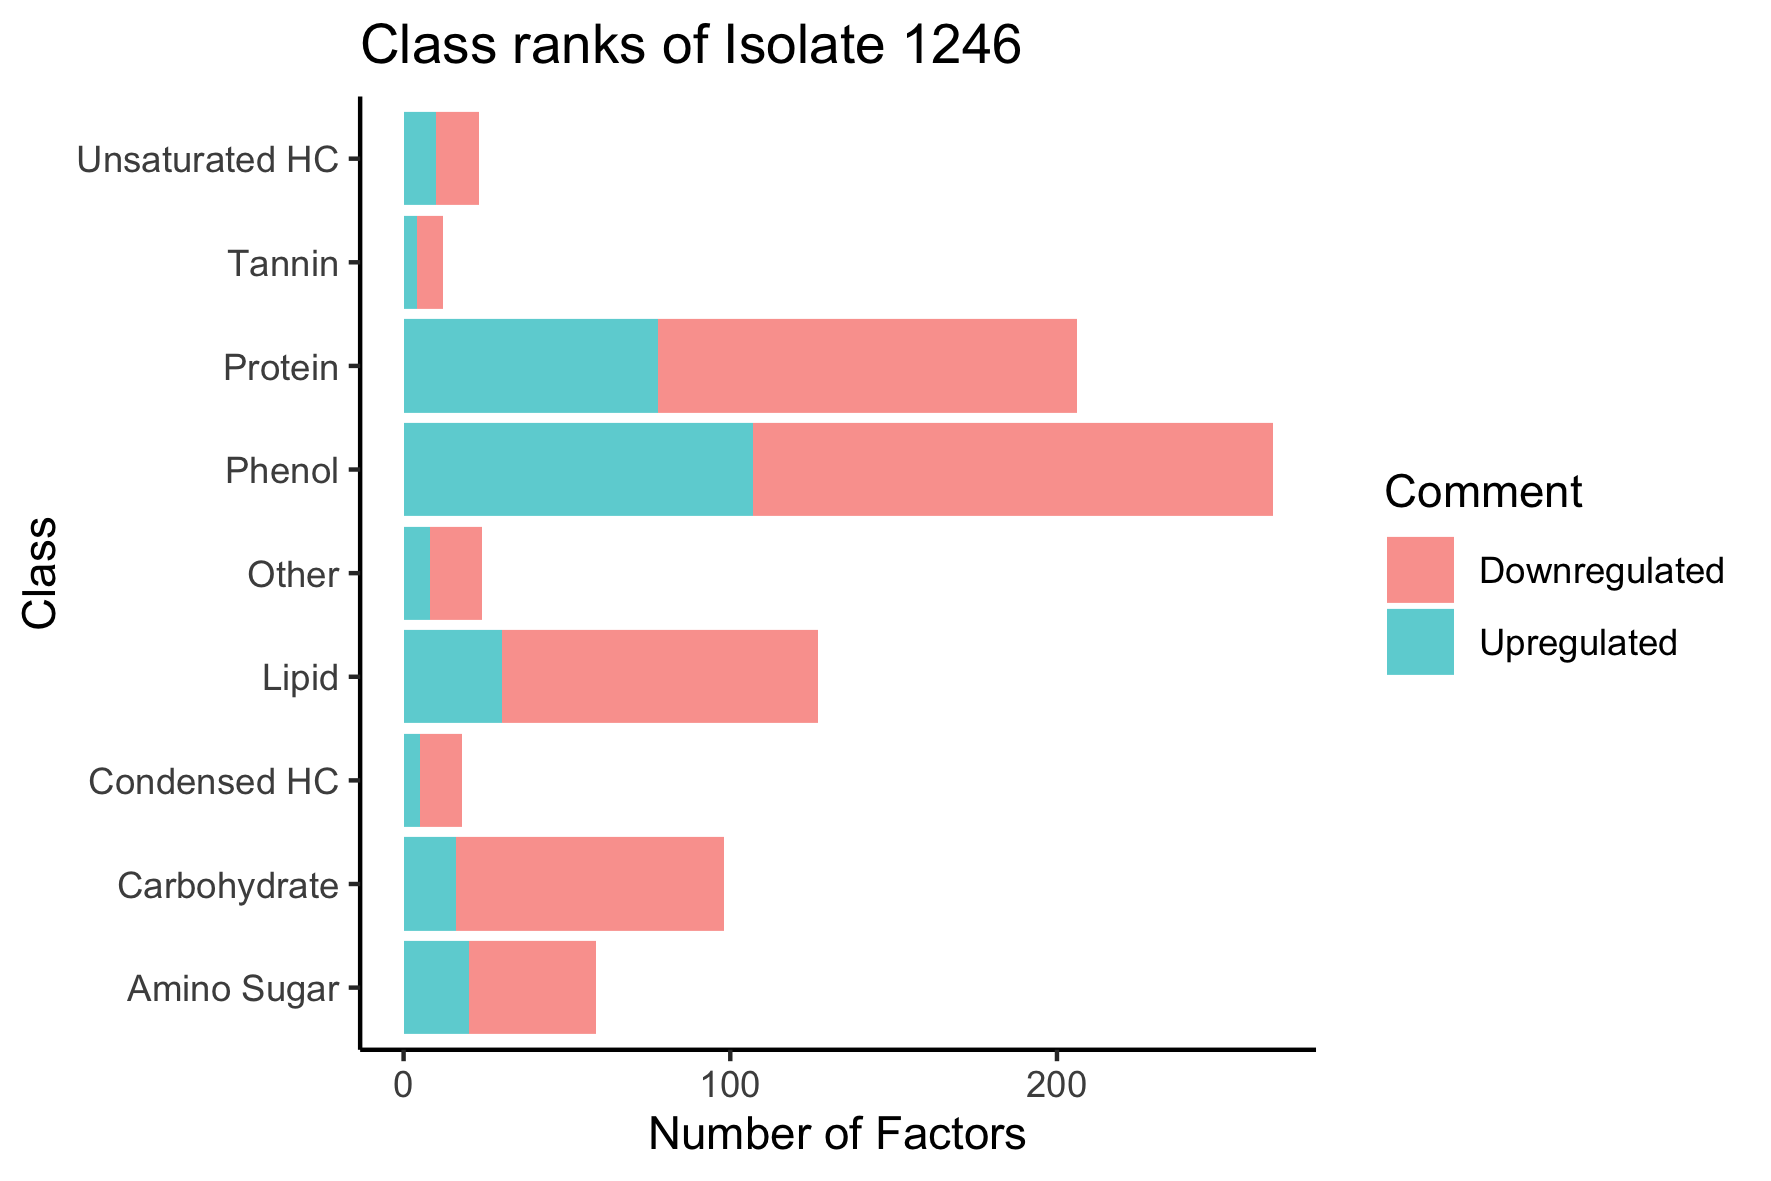 Class ranks of Isolate 1246
Class
Unsaturated HC
Tannin
Protein
Phenol
Other
Lipid
Condensed HC
Carbohydrate
Amino Sugar
0 100 200
Number of Factors
Comment
Downregulated
Upregulated